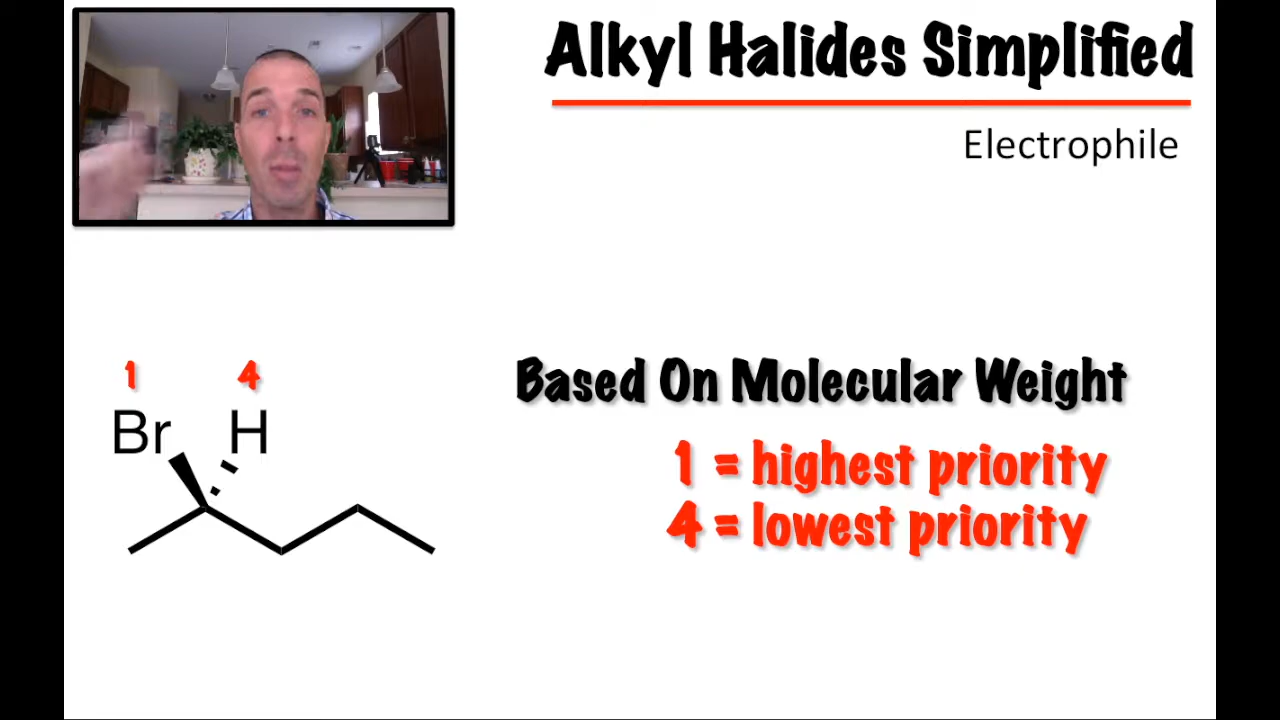 Alkyl Halides Simplified
Electrophile
1 4
Br H
Based On Molecular Weight
1 = highest priority
4 = lowest priority